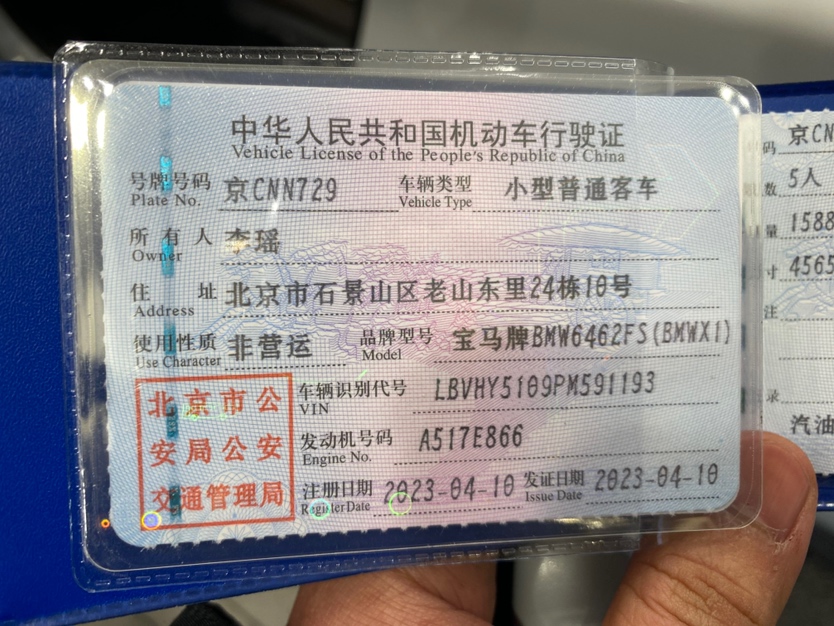 中华人民共和国机动车行驶证
Vehicle License of the People's Republic of China
号牌号码 京CNN729 车辆类型 小型普通客车
Plate No. Vehicle Type
所有人 李瑶
Owner
住址 北京市石景山区老山东里24栋10号
Address
使用性质 非营运 品牌型号 宝马牌BMW6462FS(BMWX1)
Use Character Model
北京市公
安局公安
交通管理局
车辆识别代号 LBVHY5109PM591193
VIN
发动机号码 A517E866
Engine No.
注册日期 2023-04-10 发证日期 2023-04-10
Register Date Issue Date
码 京CN
数 5人
量 1588
寸 4565
注
录
汽油